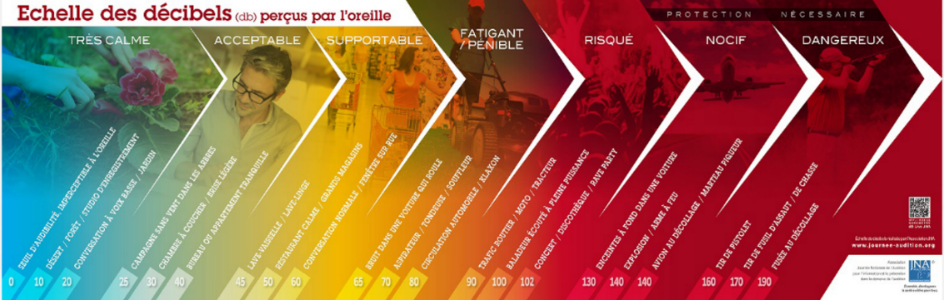 Echelle des décibels (db) perçus par l'oreille
PROTECTION NÉCESSAIRE
TRÈS CALME
ACCEPTABLE
SUPPORTABLE
FATIGANT
/PÉNIBLE
RISQUÉ
NOCIF
DANGEREUX
SEUIL D'AUDIBILITÉ, IMPERCEPTIBLE À L'OREILLE
DÉSERT / FORÊT / STUDIO D'ENREGISTREMENT
CONVERSATION À VOIX BASSE / JARDIN
CAMPAGNE SANS VENT DANS LES ARBRES
CHAMBRE À COUCHER / PLUIE LÉGÈRE
BUREAU OU APPARTEMENT TRANQUILLE
LAVE-VAISSELLE / LAVE-LINGE
RESTAURANT CALME / GRANDS MAGASINS
CONVERSATION NORMALE / FENÊTRE SUR RUE
BRUIT DANS UNE VOITURE QUI ROULE
ASPIRATEUR / TONDEUSE / SOUFFLEUR
CIRCULATION AUTOMOBILE / KLAXON
TRAFIC ROUTIER / MOTO / TRACTEUR
BALADEUR ÉCOUTÉ À PLEINE PUISSANCE
CONCERT / DISCOTHÈQUE / RAVE PARTY
ENCEINTES À FOND DANS UNE VOITURE
EXPLOSION / ARME À FEU
AVION AU DÉCOLLAGE / MARTEAU PIQUEUR
TIR DE PISTOLET
TIR DE FUSIL D'ASSAUT / DE CHASSE
FUSÉE AU DÉCOLLAGE
0 10 20 25 30 40 45 50 60 65 70 80 90 100 102 130 140 140 160 170 190
www.journee-audition.org
JNA